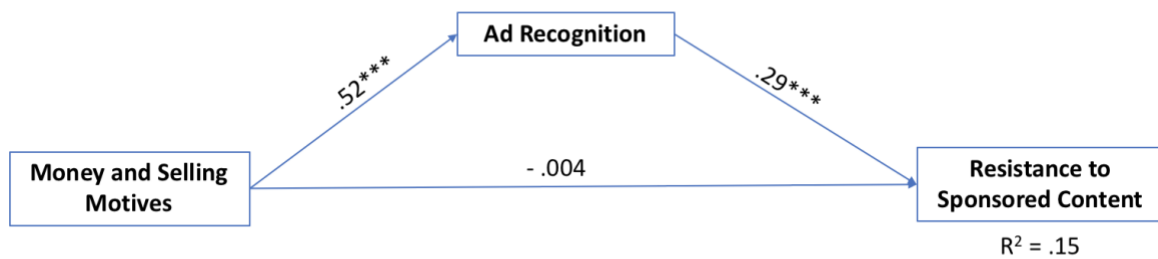 Ad Recognition
.52***
.29***
- .004
Money and Selling
Motives
Resistance to
Sponsored Content
R² = .15